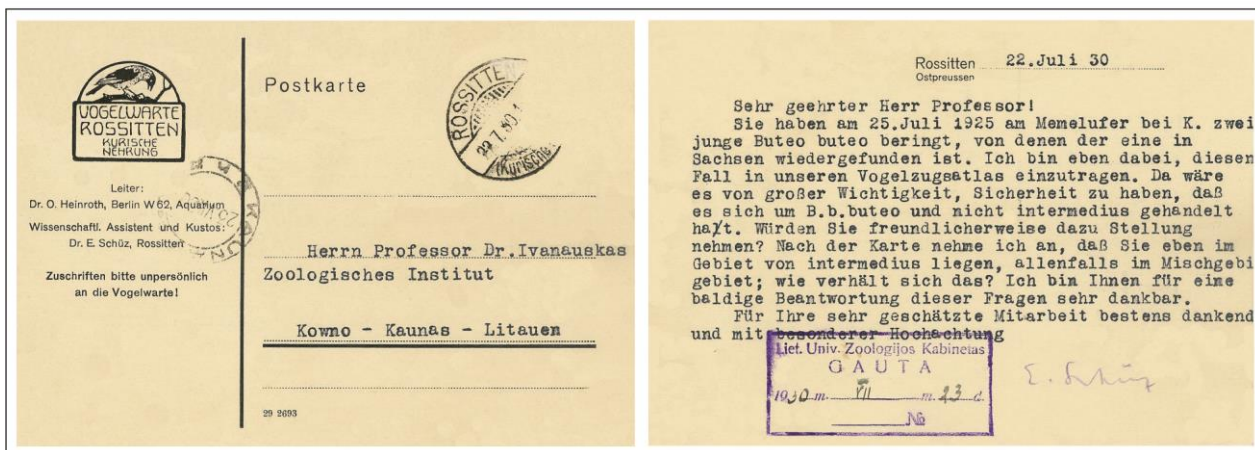 VOGELWARTE
ROSSITTEN
KURISCHE
NEHRUNG
Leiter:
Dr. O. Heinroth, Berlin W 62, Aquarium
Wissenschaftl. Assistent und Kustos:
Dr. E. Schüz, Rossitten
Zuschriften bitte unpersönlich
an die Vogelwarte!
Postkarte
ROSSITTEN
(Kurische
Herrn Professor Dr.Ivanauskas
Zoologisches Institut
Kowno - Kaunas - Litauen
29 2693
Rossitten 22.Juli 30
Ostpreussen
Sehr geehrter Herr Professor!
Sie haben am 25.Juli 1925 am Memelufer bei K. zwei
junge Buteo buteo beringt, von denen der eine in
Sachsen wiedergefunden ist. Ich bin eben dabei, diesen
Fall in unseren Vogelzugsatlas einzutragen. Da wäre
es von großer Wichtigkeit, Sicherheit zu haben, daß
es sich um B.b.buteo und nicht intermedius gehandelt
hat. Würden Sie freundlicherweise dazu Stellung
nehmen? Nach der Karte nehme ich an, daß Sie eben im
Gebiet von intermedius liegen, allenfalls im Mischgebi
gebiet; wie verhält sich das? Ich bin Ihnen für eine
baldige Beantwortung dieser Fragen sehr dankbar.
Für Ihre sehr geschätzte Mitarbeit bestens dankend
und mit besonderer Hochachtung
Liet. Univ. Zoologijos Kabinetas
GAUTA
1930 m. VII m. 23 d.
№
E. Schüz